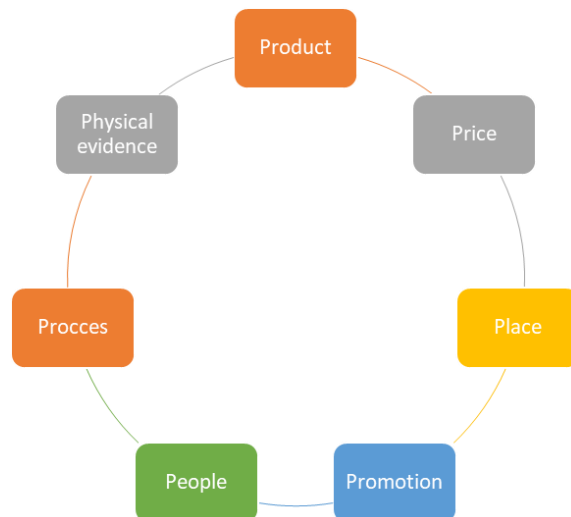 Product
Price
Place
Promotion
People
Procces
Physical
evidence